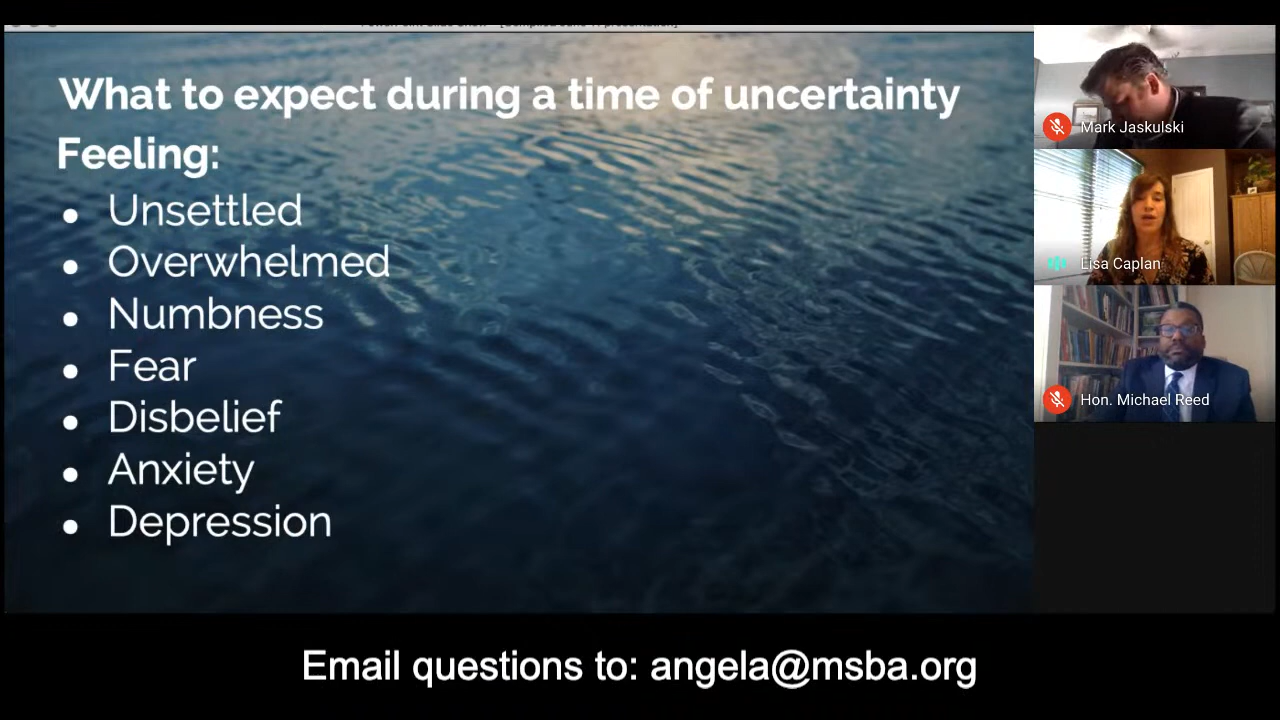 What to expect during a time of uncertainty
Feeling:
• Unsettled
• Overwhelmed
• Numbness
• Fear
• Disbelief
• Anxiety
• Depression
Mark Jaskulski
Lisa Caplan
Hon. Michael Reed
Email questions to: angela@msba.org